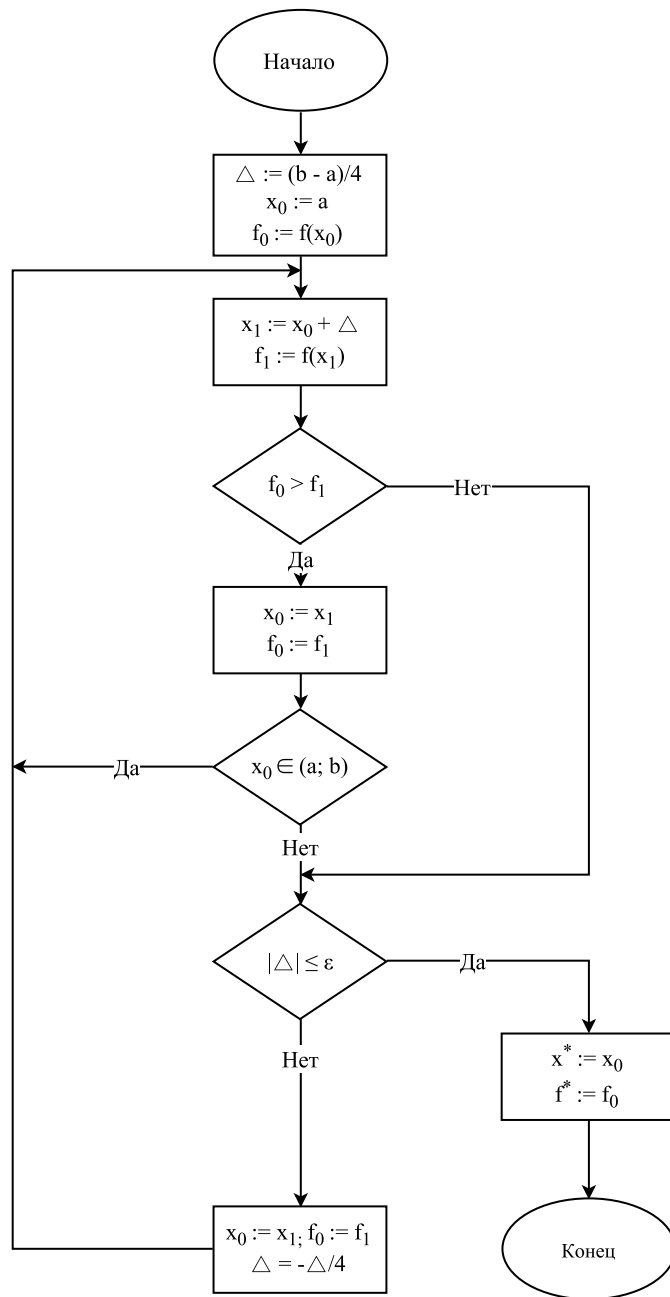 Начало
△ := (b - a)/4
x₀ := a
f₀ := f(x₀)
x₁ := x₀ + △
f₁ := f(x₁)
f₀ > f₁
Нет
Да
x₀ := x₁
f₀ := f₁
x₀ ∈ (a; b)
Да
Нет
|△| ≤ ε
Да
Нет
x* := x₀
f* := f₀
x₀ := x₁; f₀ := f₁
△ = -△/4
Конец